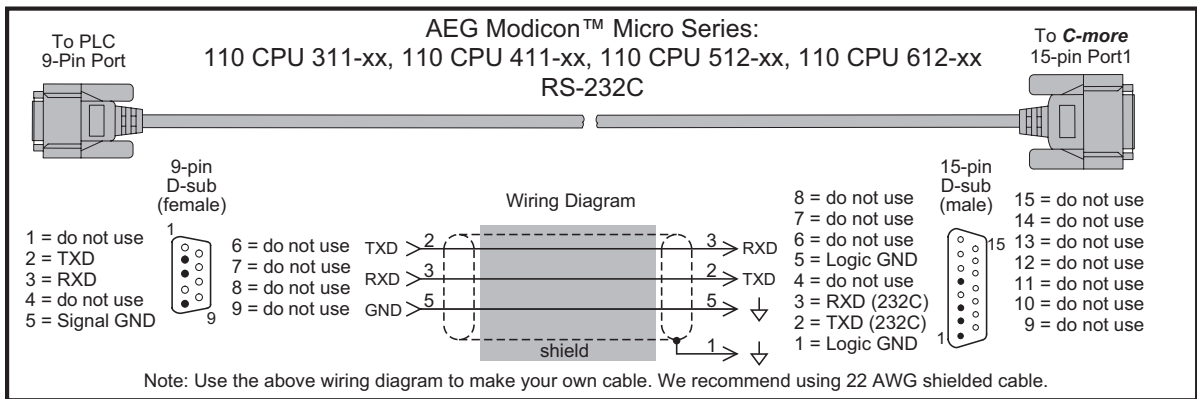 To PLC
9-Pin Port
AEG Modicon™ Micro Series:
110 CPU 311-xx, 110 CPU 411-xx, 110 CPU 512-xx, 110 CPU 612-xx
RS-232C
To C-more
15-pin Port1
9-pin
D-sub
(female)
1
9
1 = do not use
2 = TXD
3 = RXD
4 = do not use
5 = Signal GND
6 = do not use
7 = do not use
8 = do not use
9 = do not use
Wiring Diagram
TXD 2 3 RXD
RXD 3 2 TXD
GND 5 5
1
shield
8 = do not use
7 = do not use
6 = do not use
5 = Logic GND
4 = do not use
3 = RXD (232C)
2 = TXD (232C)
1 = Logic GND
15-pin
D-sub
(male)
15
1
15 = do not use
14 = do not use
13 = do not use
12 = do not use
11 = do not use
10 = do not use
9 = do not use
Note: Use the above wiring diagram to make your own cable. We recommend using 22 AWG shielded cable.